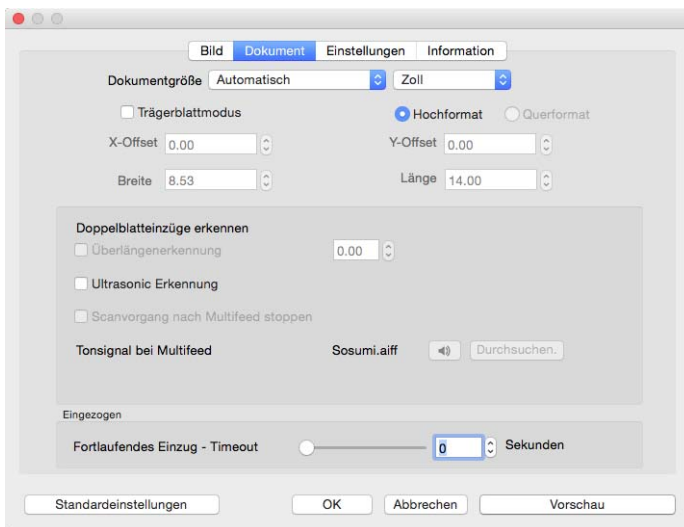 Bild Dokument Einstellungen Information
Dokumentgröße Automatisch Zoll
Trägerblattmodus Hochformat Querformat
X-Offset 0.00 Y-Offset 0.00
Breite 8.53 Länge 14.00
Doppelblatteinzüge erkennen
Überlängenerkennung 0.00
Ultrasonic Erkennung
Scanvorgang nach Multifeed stoppen
Tonsignal bei Multifeed Sosumi.aiff Durchsuchen.
Eingezogen
Fortlaufendes Einzug - Timeout 0 Sekunden
Standardeinstellungen OK Abbrechen Vorschau